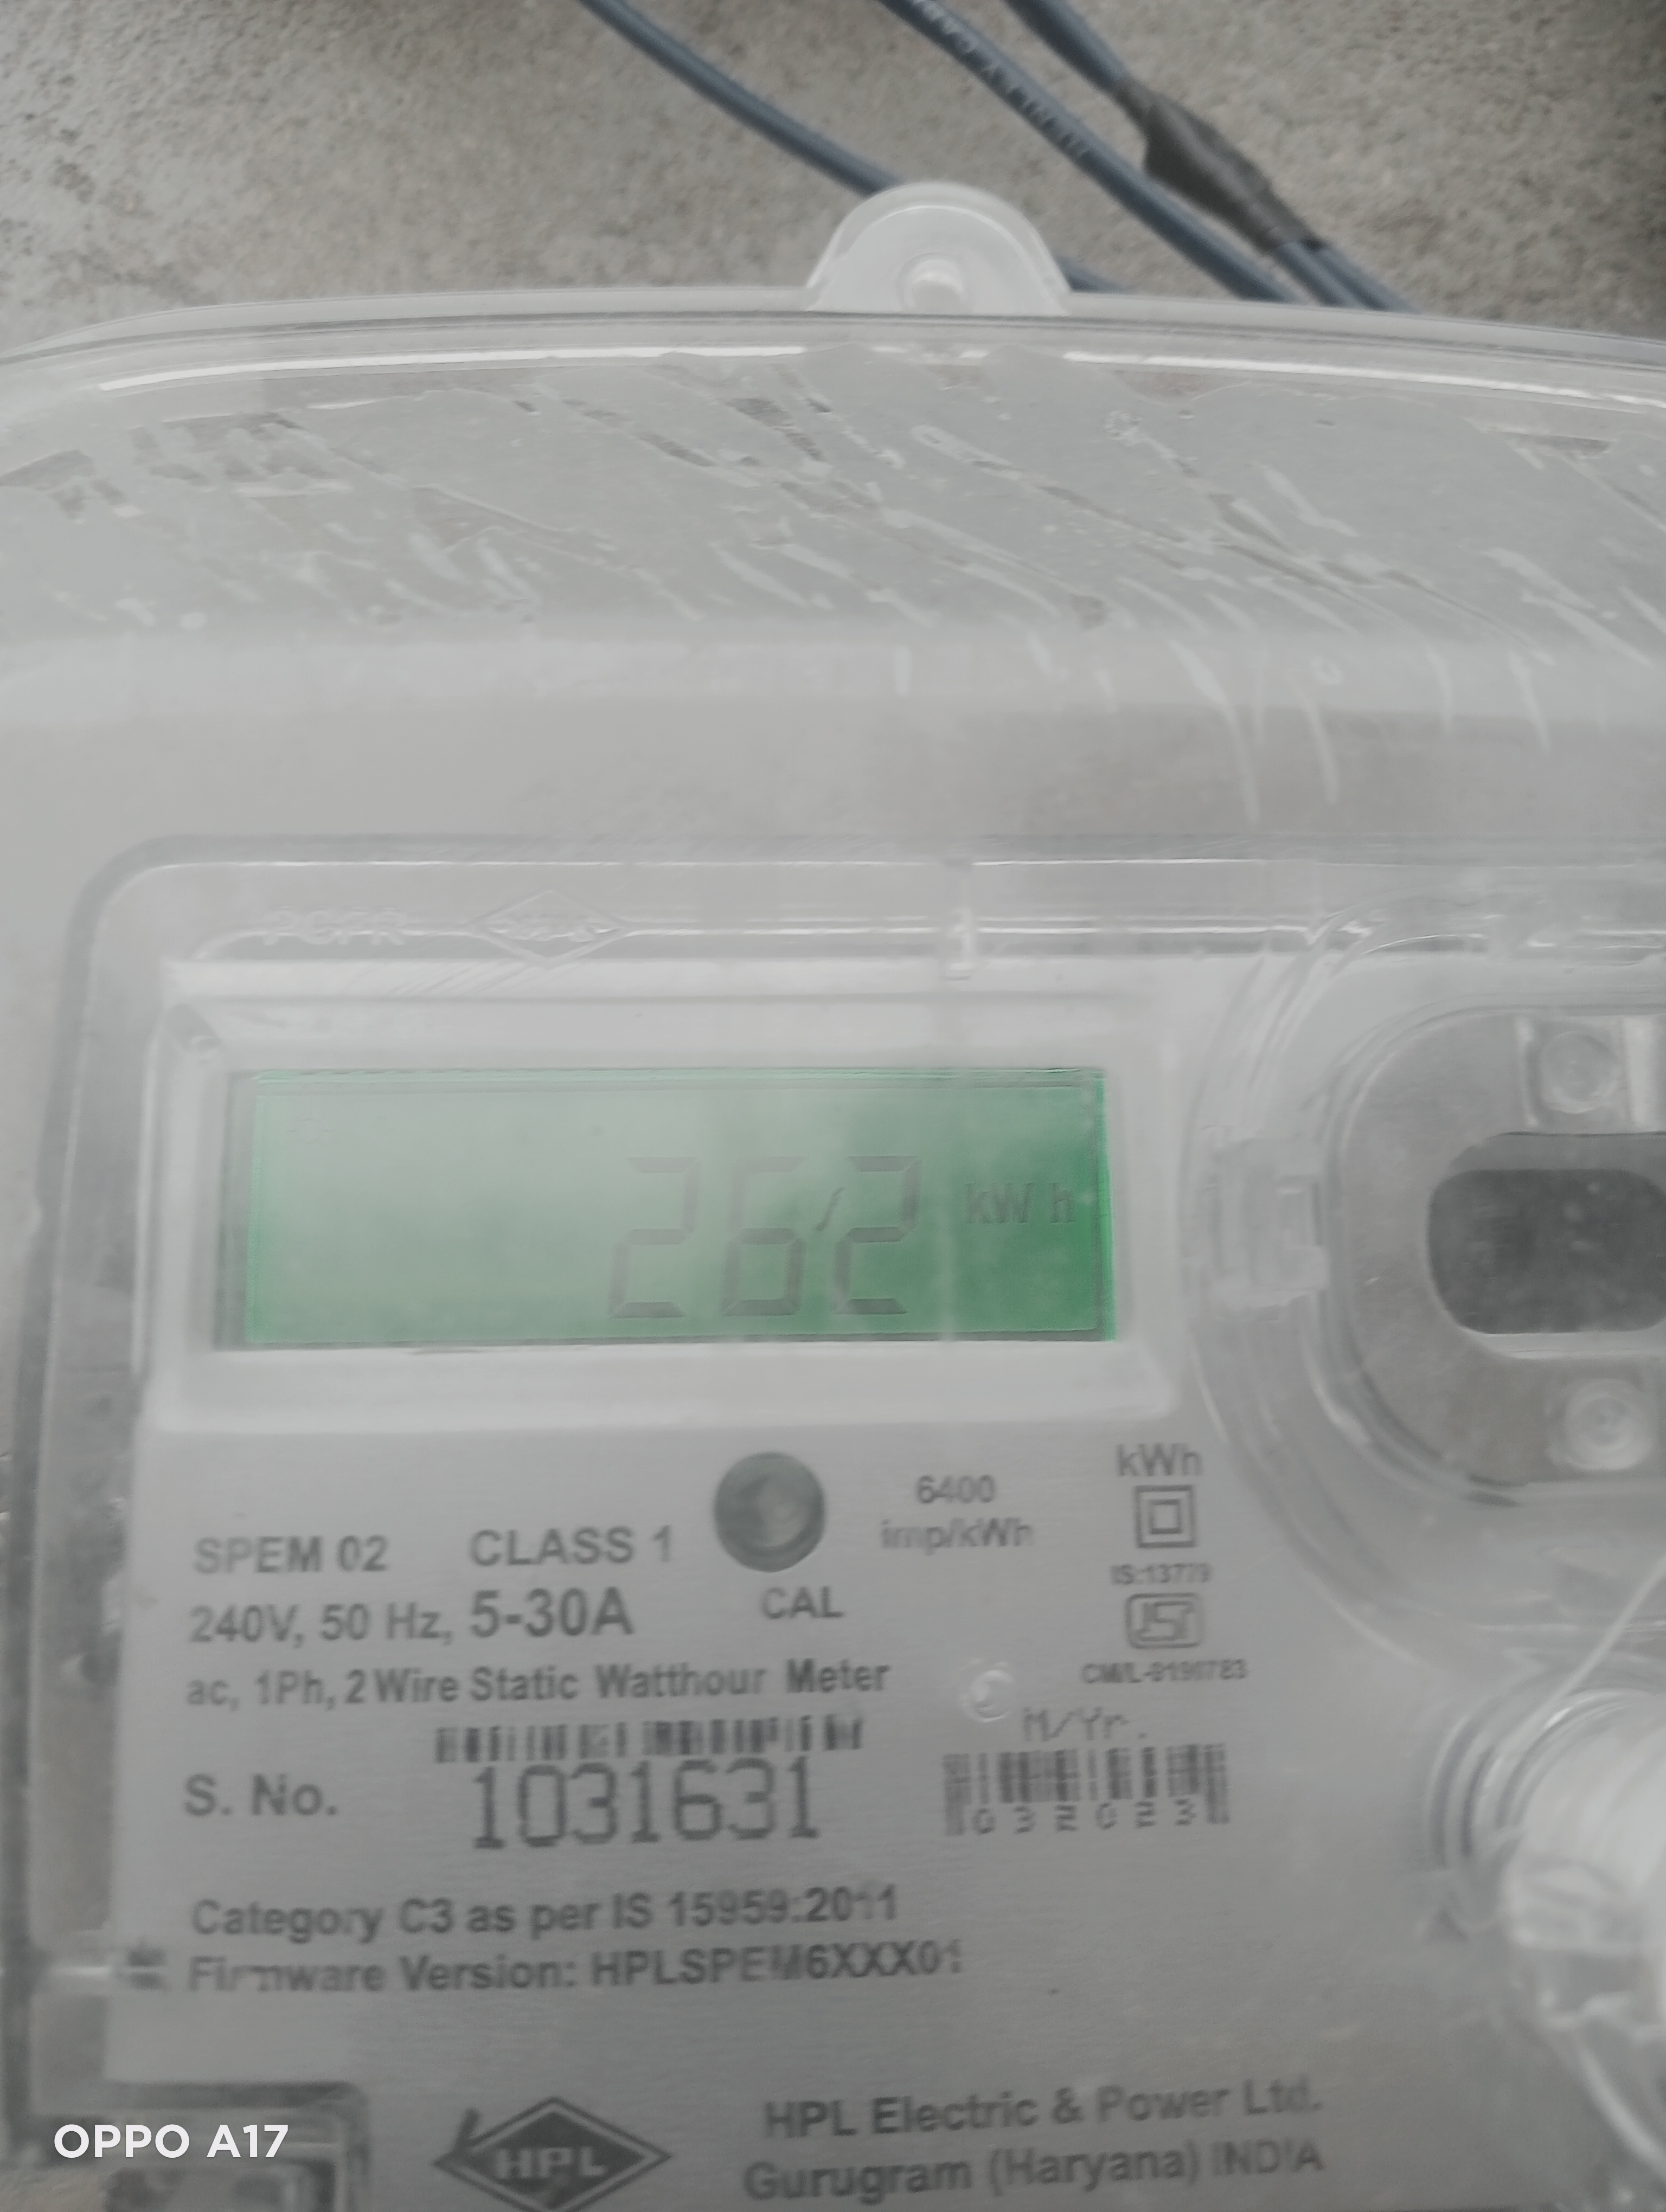 262 kWh
kWh
6400
imp/kWh
SPEM 02 CLASS 1
IS:13779
240V, 50 Hz, 5-30A
CAL
ac, 1Ph, 2 Wire Static Watthour Meter
M/Yr.
S. No. 1031631
032023
Category C3 as per IS 15959:2011
Firmware Version: HPLSPEM6XXX01
HPL
HPL Electric & Power Ltd.
Gurugram (Haryana) INDIA
OPPO A17